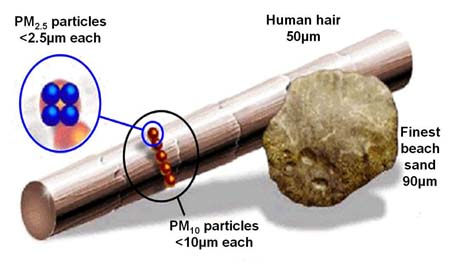 PM2.5 particles
<2.5µm each
Human hair
50µm
Finest
beach
sand
90µm
PM10 particles
<10µm each